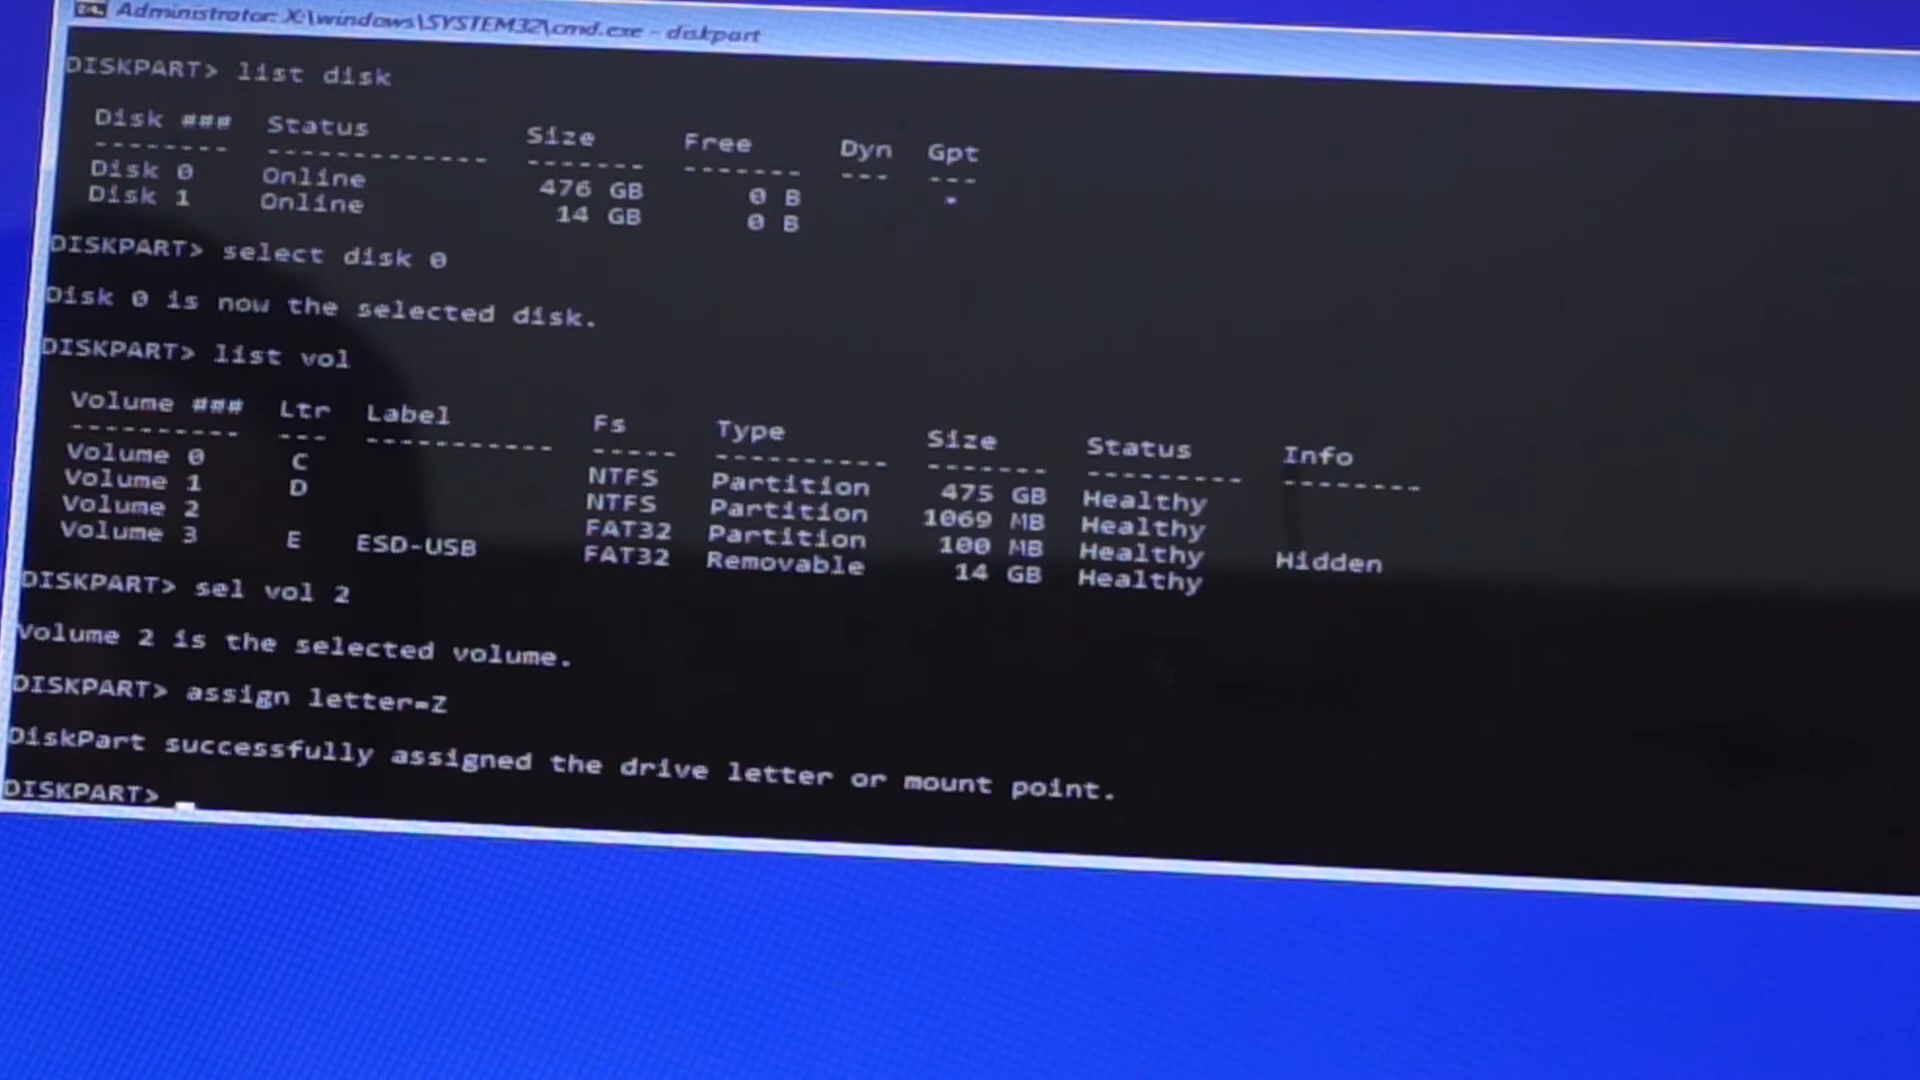 Administrator: X:\windows\SYSTEM32\cmd.exe - diskpart
DISKPART> list disk
Disk ### Status Size Free Dyn Gpt
-------- ------------- ------- ------- --- ---
Disk 0 Online 476 GB 0 B *
Disk 1 Online 14 GB 0 B
DISKPART> select disk 0
Disk 0 is now the selected disk.
DISKPART> list vol
Volume ### Ltr Label Fs Type Size Status Info
---------- --- ----------- ----- ---------- ------- --------- --------
Volume 0 C NTFS Partition 475 GB Healthy
Volume 1 D NTFS Partition 1069 MB Healthy
Volume 2 FAT32 Partition 100 MB Healthy Hidden
Volume 3 E ESD-USB FAT32 Removable 14 GB Healthy
DISKPART> sel vol 2
Volume 2 is the selected volume.
DISKPART> assign letter=Z
DiskPart successfully assigned the drive letter or mount point.
DISKPART>